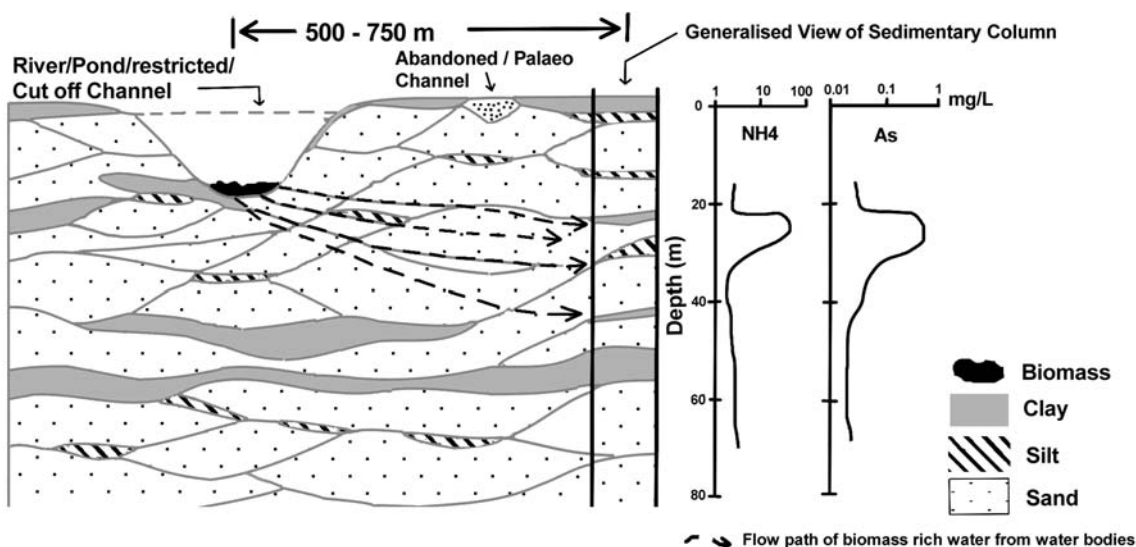 500 - 750 m
Generalised View of Sedimentary Column
River/Pond/restricted/
Cut off Channel
Abandoned / Palaeo
Channel
1 10 100
0.01 0.1 1
mg/L
NH4
As
0
20
40
60
80
Depth (m)
Biomass
Clay
Silt
Sand
Flow path of biomass rich water from water bodies